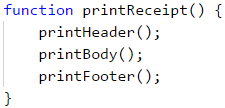 function printReceipt() {
    printHeader();
    printBody();
    printFooter();
}